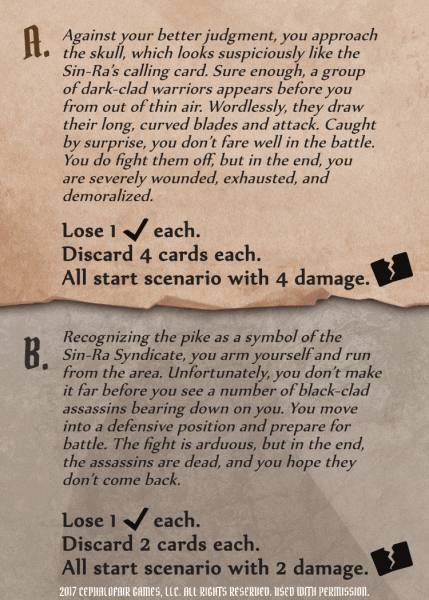 A. Against your better judgment, you approach
the skull, which looks suspiciously like the
Sin-Ra's calling card. Sure enough, a group
of dark-clad warriors appears before you
from out of thin air. Wordlessly, they draw
their long, curved blades and attack. Caught
by surprise, you don't fare well in the battle.
You do fight them off, but in the end, you
are severely wounded, exhausted, and
demoralized.
Lose 1 ✓ each.
Discard 4 cards each.
All start scenario with 4 damage.
B. Recognizing the pike as a symbol of the
Sin-Ra Syndicate, you arm yourself and run
from the area. Unfortunately, you don't make
it far before you see a number of black-clad
assassins bearing down on you. You move
into a defensive position and prepare for
battle. The fight is arduous, but in the end,
the assassins are dead, and you hope they
don't come back.
Lose 1 ✓ each.
Discard 2 cards each.
All start scenario with 2 damage.
2017 CEPHALOFAIR GAMES, LLC. ALL RIGHTS RESERVED. USED WITH PERMISSION.